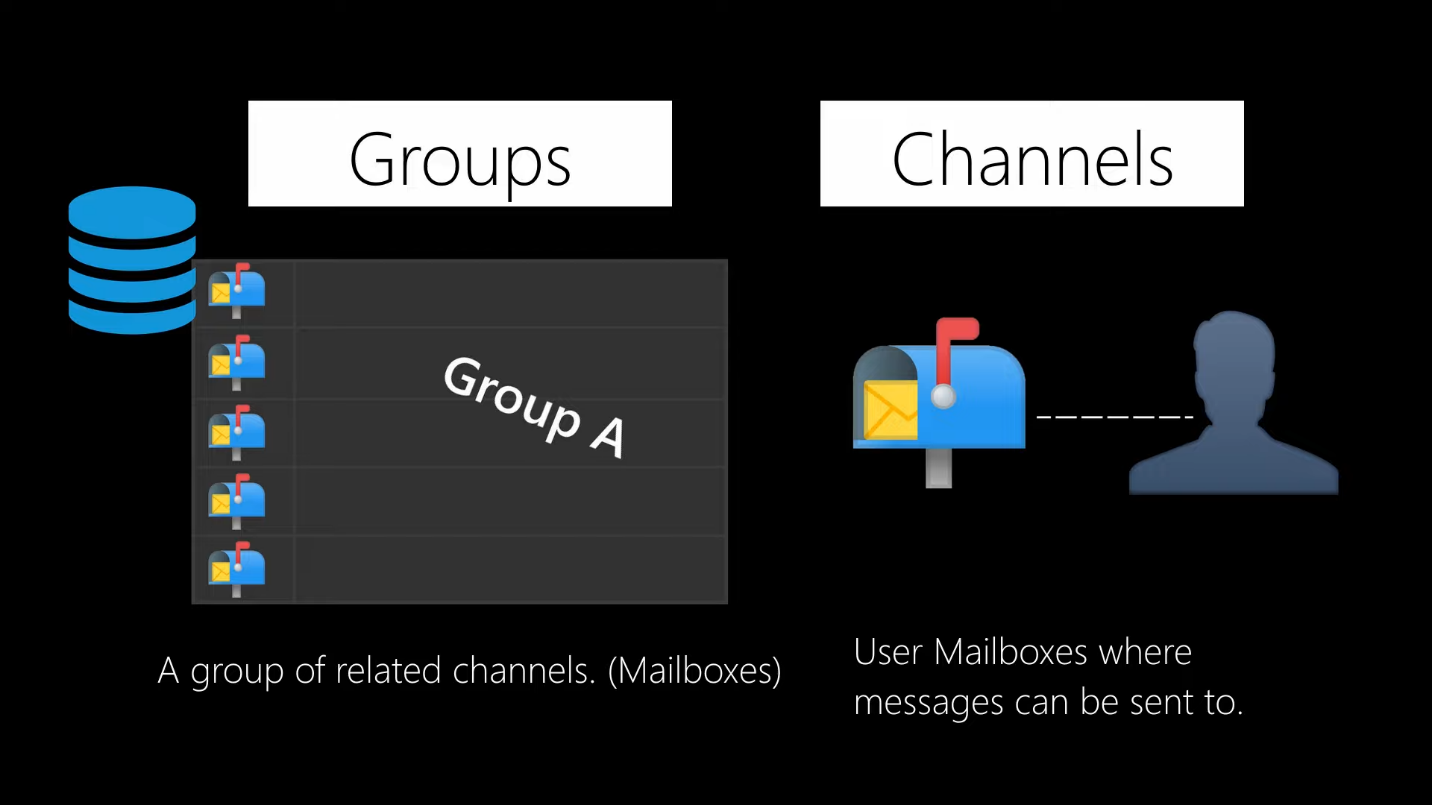 Groups
Channels
Group A
A group of related channels. (Mailboxes)
User Mailboxes where
messages can be sent to.